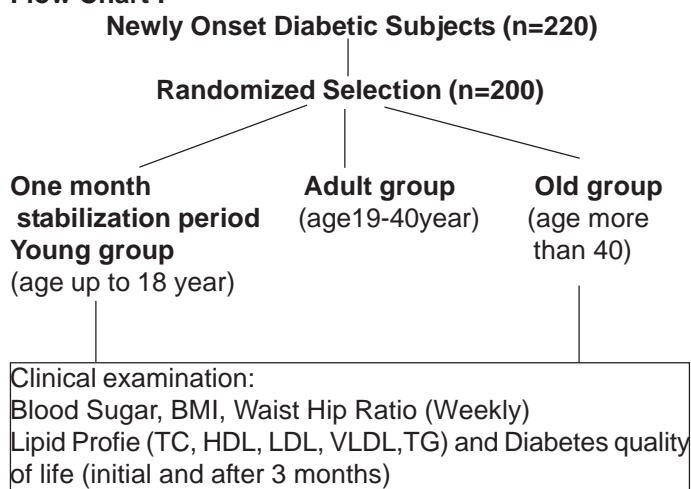 Newly Onset Diabetic Subjects (n=220)
Randomized Selection (n=200)
One month
stabilization period
Young group
(age up to 18 year)
Adult group
(age19-40year)
Old group
(age more
than 40)
Clinical examination:
Blood Sugar, BMI, Waist Hip Ratio (Weekly)
Lipid Profie (TC, HDL, LDL, VLDL,TG) and Diabetes quality
of life (initial and after 3 months)